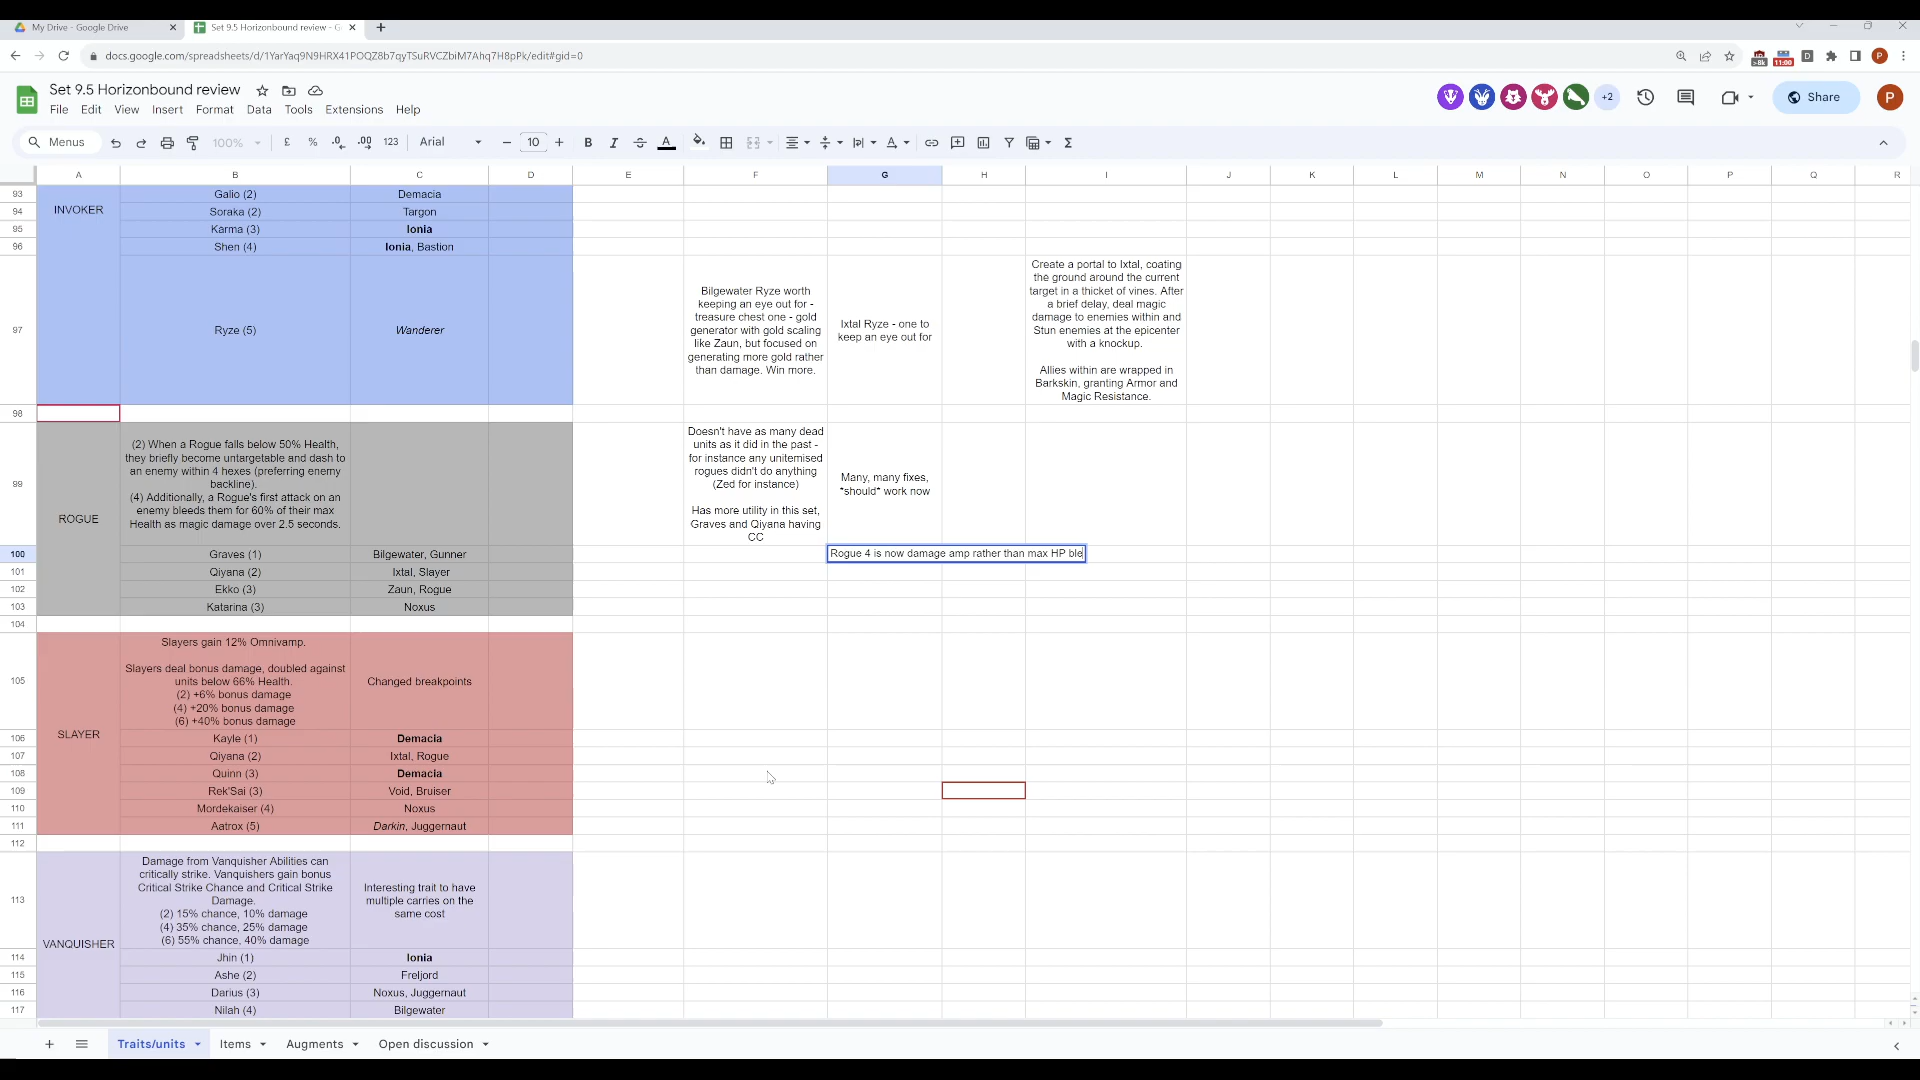 My Drive - Google Drive
Set 9.5 Horizonbound review - G
docs.google.com/spreadsheets/d/1YarYaq9N9HRX41POQZ8b7qyTSuRVCZbiM7Ahq7H8pPk/edit#gid=0
>8k
11:00
D
P
Set 9.5 Horizonbound review
File Edit View Insert Format Data Tools Extensions Help
+2
Share
P
Menus
100%
£ % .0 .00 123
Arial
10
B I A
A B C D E F G H I J K L M N O P Q R
93 Galio (2) Demacia
INVOKER
94 Soraka (2) Targon
95 Karma (3) Ionia
96 Shen (4) Ionia, Bastion
97 Ryze (5) Wanderer
Bilgewater Ryze worth
keeping an eye out for -
treasure chest one - gold
generator with gold scaling
like Zaun, but focused on
generating more gold rather
than damage. Win more.
Ixtal Ryze - one to
keep an eye out for
Create a portal to Ixtal, coating
the ground around the current
target in a thicket of vines. After
a brief delay, deal magic
damage to enemies within and
Stun enemies at the epicenter
with a knockup.
Allies within are wrapped in
Barkskin, granting Armor and
Magic Resistance.
98
99
ROGUE
(2) When a Rogue falls below 50% Health,
they briefly become untargetable and dash to
an enemy within 4 hexes (preferring enemy
backline).
(4) Additionally, a Rogue's first attack on an
enemy bleeds them for 60% of their max
Health as magic damage over 2.5 seconds.
Doesn't have as many dead
units as it did in the past -
for instance any unitemised
rogues didn't do anything
(Zed for instance)
Has more utility in this set,
Graves and Qiyana having
CC
Many, many fixes,
*should* work now
100 Graves (1) Bilgewater, Gunner
Rogue 4 is now damage amp rather than max HP ble
101 Qiyana (2) Ixtal, Slayer
102 Ekko (3) Zaun, Rogue
103 Katarina (3) Noxus
104
105
SLAYER
Slayers gain 12% Omnivamp.
Slayers deal bonus damage, doubled against
units below 66% Health.
(2) +6% bonus damage
(4) +20% bonus damage
(6) +40% bonus damage
Changed breakpoints
106 Kayle (1) Demacia
107 Qiyana (2) Ixtal, Rogue
108 Quinn (3) Demacia
109 Rek'Sai (3) Void, Bruiser
110 Mordekaiser (4) Noxus
111 Aatrox (5) Darkin, Juggernaut
112
113
VANQUISHER
Damage from Vanquisher Abilities can
critically strike. Vanquishers gain bonus
Critical Strike Chance and Critical Strike
Damage.
(2) 15% chance, 10% damage
(4) 35% chance, 25% damage
(6) 55% chance, 40% damage
Interesting trait to have
multiple carries on the
same cost
114 Jhin (1) Ionia
115 Ashe (2) Freljord
116 Darius (3) Noxus, Juggernaut
117 Nilah (4) Bilgewater
Traits/units Items Augments Open discussion